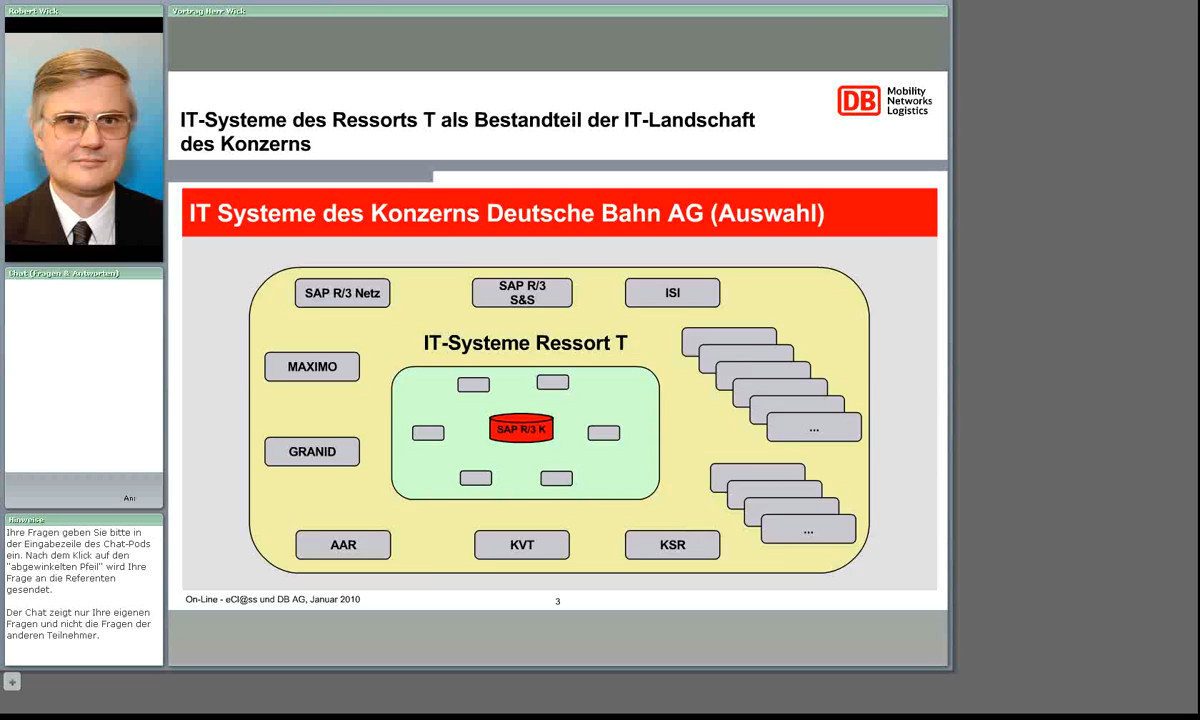 Robert Wick
Vortrag Herr Wick
IT-Systeme des Ressorts T als Bestandteil der IT-Landschaft
des Konzerns
DB
Mobility
Networks
Logistics
IT Systeme des Konzerns Deutsche Bahn AG (Auswahl)
SAP R/3 Netz
SAP R/3
S&S
ISI
IT-Systeme Ressort T
MAXIMO
SAP R/3 K
...
GRANID
...
AAR
KVT
KSR
On-Line - eCl@ss und DB AG, Januar 2010
3
Chat (Fragen & Antworten)
An:
Hinweise
Ihre Fragen geben Sie bitte in
der Eingabezeile des Chat-Pods
ein. Nach dem Klick auf den
"abgewinkelten Pfeil" wird Ihre
Frage an die Referenten
gesendet.
Der Chat zeigt nur Ihre eigenen
Fragen und nicht die Fragen der
anderen Teilnehmer.